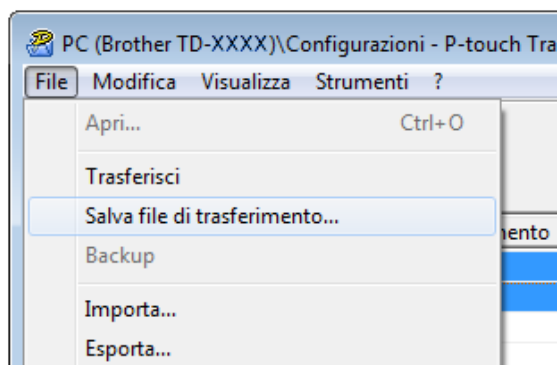 PC (Brother TD-XXXX)\Configurazioni - P-touch Tra
File Modifica Visualizza Strumenti ?
Apri... Ctrl+O
Trasferisci
Salva file di trasferimento...
ento
Backup
Importa...
Esporta...